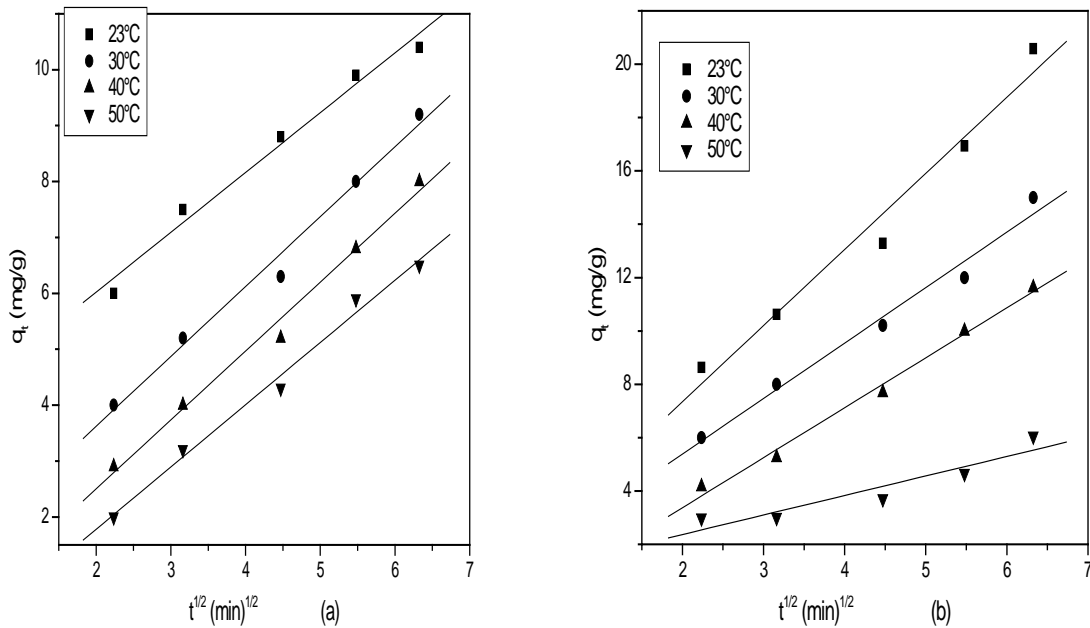 23°C
30°C
40°C
50°C
10
8
6
4
2
qt (mg/g)
2 3 4 5 6 7
t1/2 (min)1/2 (a)
23°C
30°C
40°C
50°C
20
16
12
8
4
qt (mg/g)
2 3 4 5 6 7
t1/2 (min)1/2 (b)